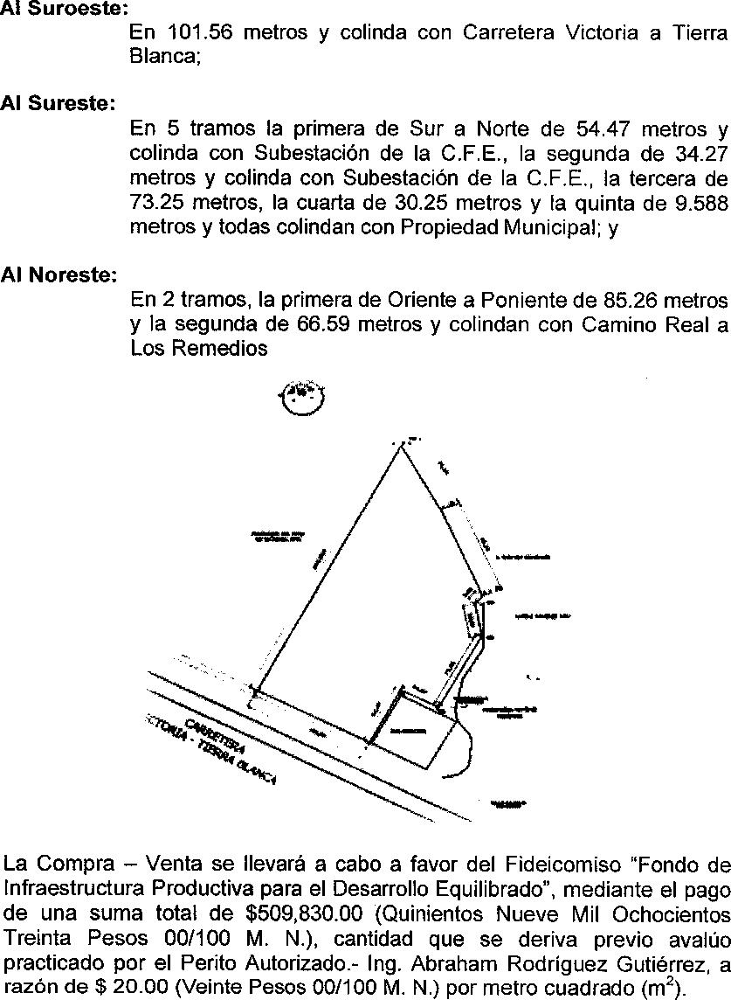 Al Suroeste:
En 101.56 metros y colinda con Carretera Victoria a Tierra
Blanca;
Al Sureste:
En 5 tramos la primera de Sur a Norte de 54.47 metros y
colinda con Subestación de la C.F.E., la segunda de 34.27
metros y colinda con Subestación de la C.F.E., la tercera de
73.25 metros, la cuarta de 30.25 metros y la quinta de 9.588
metros y todas colindan con Propiedad Municipal; y
Al Noreste:
En 2 tramos, la primera de Oriente a Poniente de 85.26 metros
y la segunda de 66.59 metros y colindan con Camino Real a
Los Remedios
CARRETERA
CTORIA - TIERRA BLANCA
La Compra – Venta se llevará a cabo a favor del Fideicomiso "Fondo de
Infraestructura Productiva para el Desarrollo Equilibrado", mediante el pago
de una suma total de $509,830.00 (Quinientos Nueve Mil Ochocientos
Treinta Pesos 00/100 M. N.), cantidad que se deriva previo avalúo
practicado por el Perito Autorizado.- Ing. Abraham Rodríguez Gutiérrez, a
razón de $ 20.00 (Veinte Pesos 00/100 M. N.) por metro cuadrado (m²).